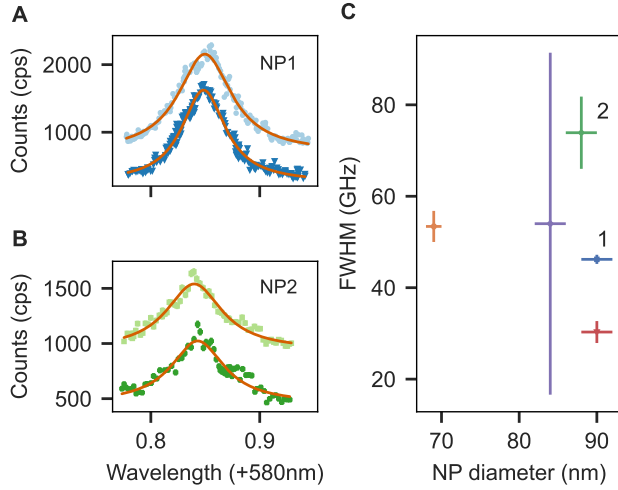 A
Counts (cps)
2000
1000
NP1
B
Counts (cps)
1500
1000
500
NP2
0.8
0.9
Wavelength (+580nm)
C
FWHM (GHz)
80
60
40
20
2
1
70
80
90
NP diameter (nm)